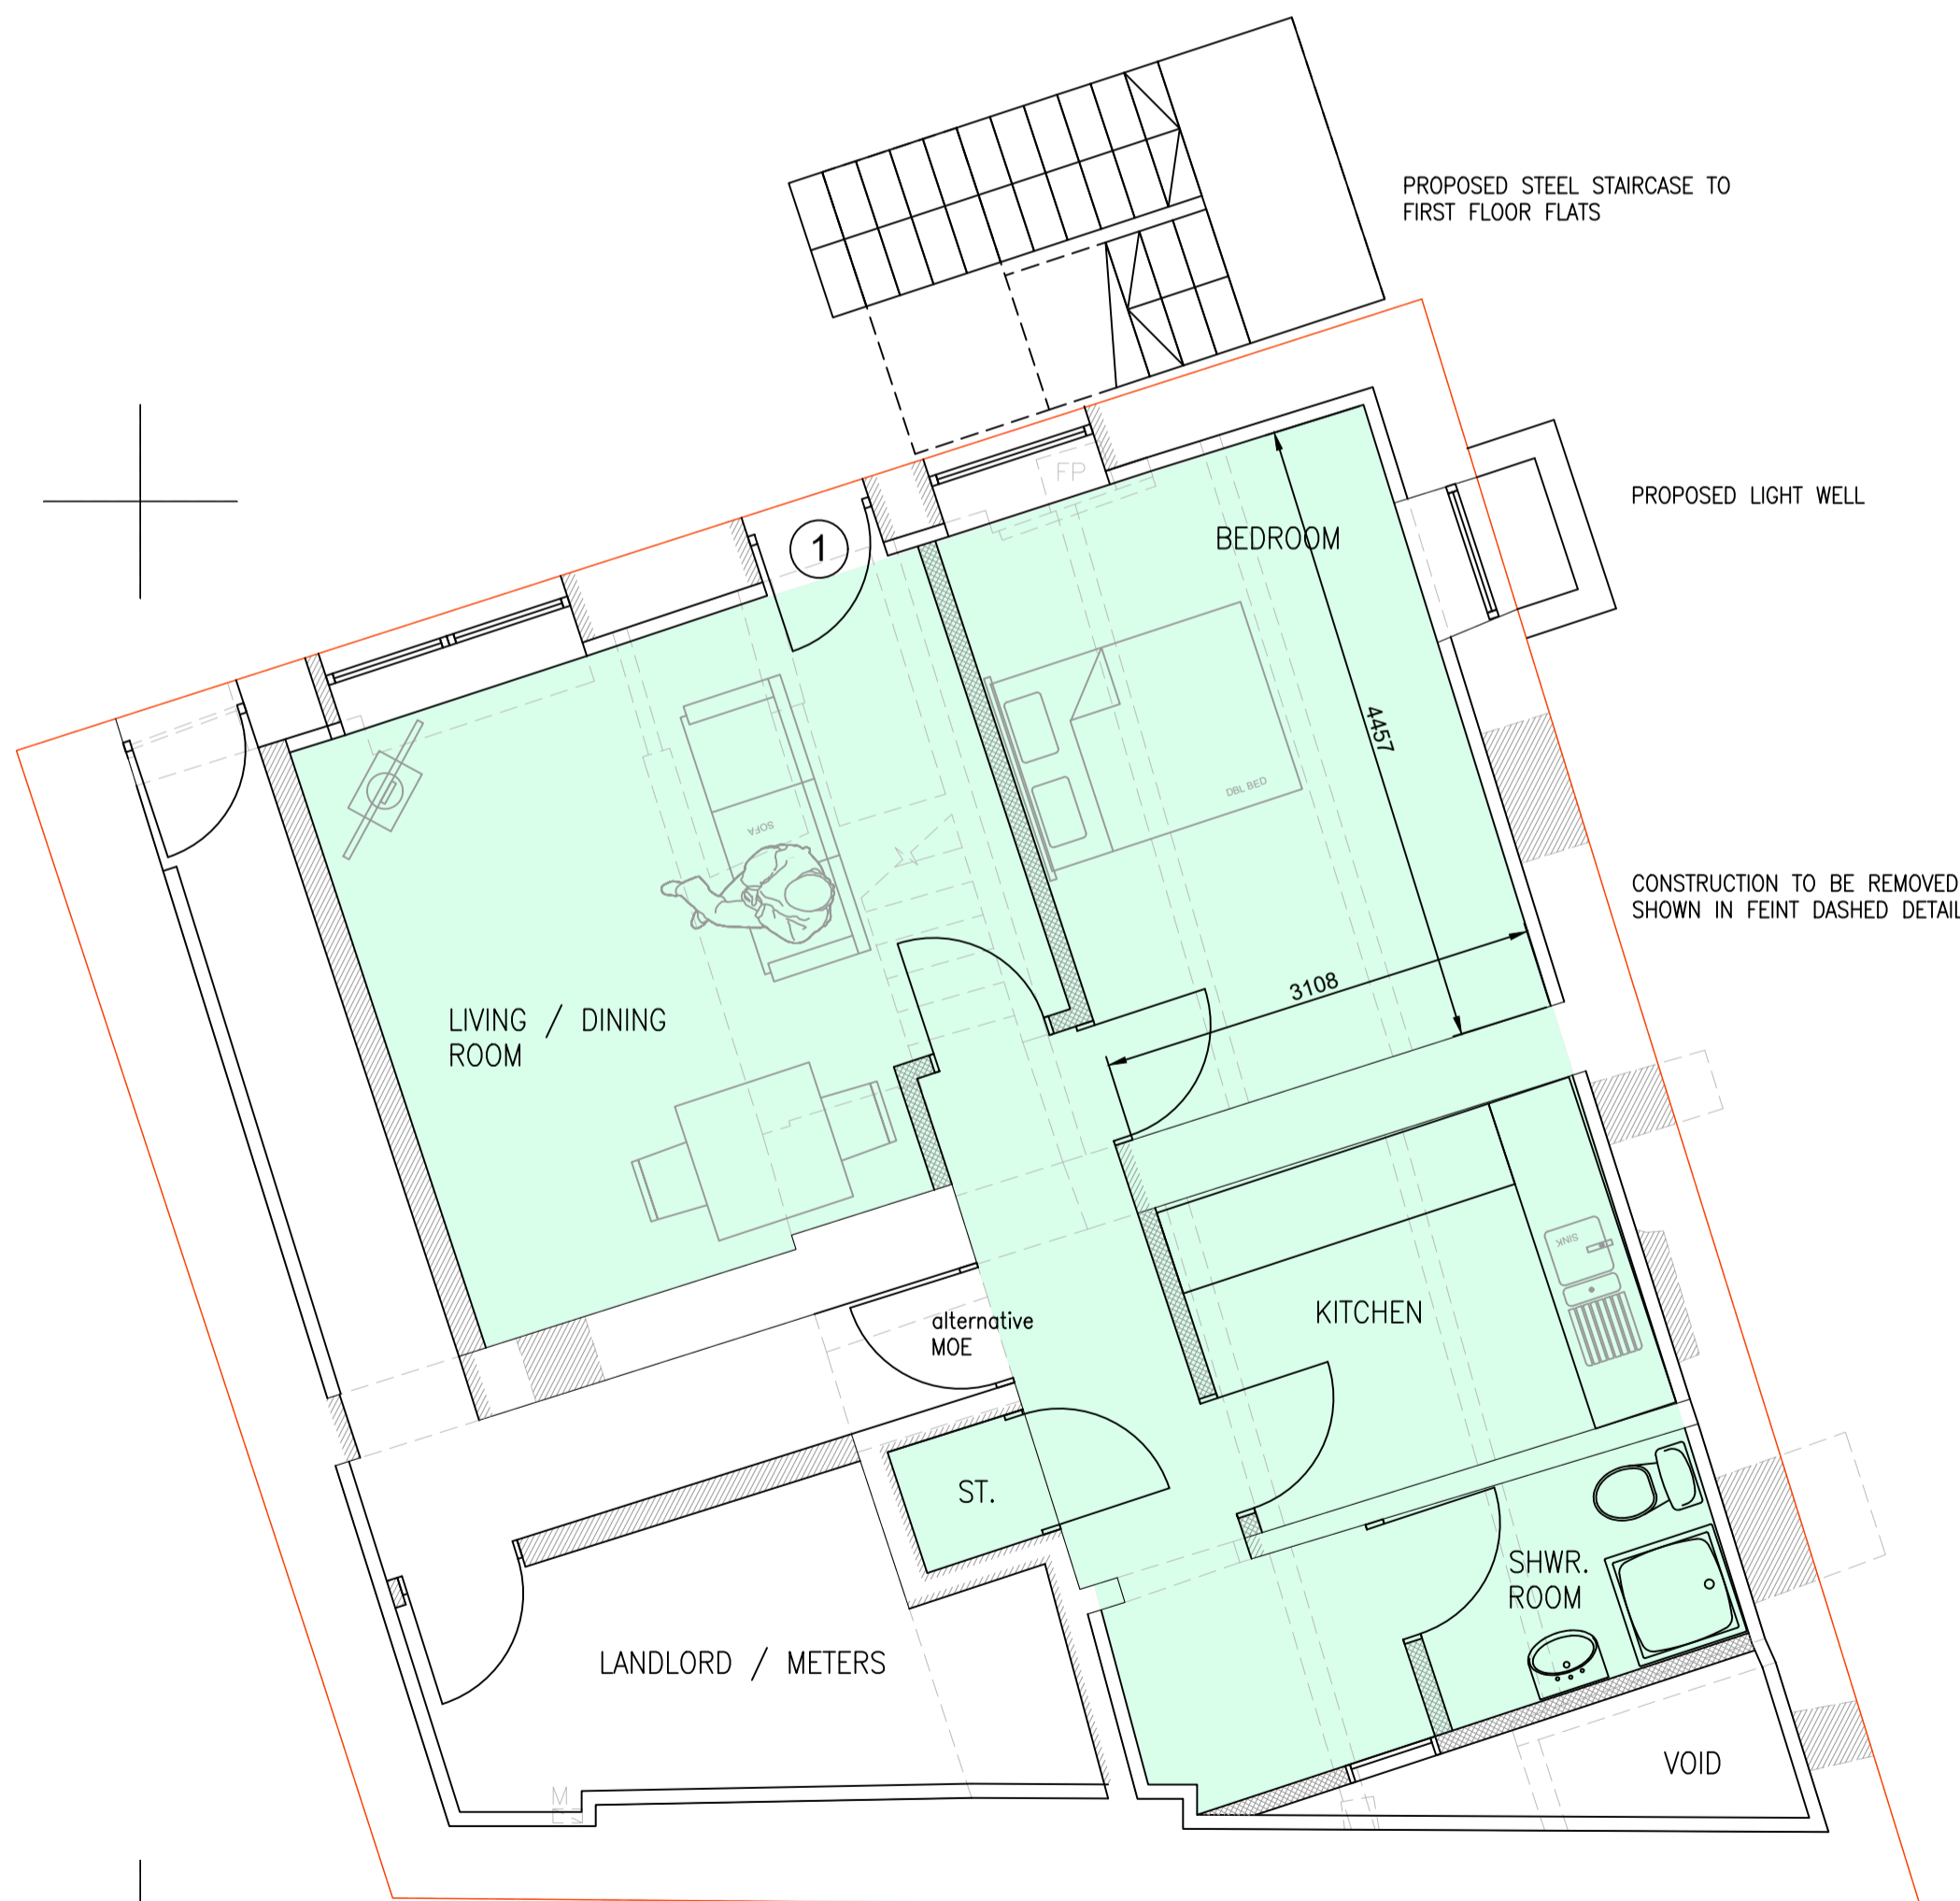 PROPOSED STEEL STAIRCASE TO
FIRST FLOOR FLATS
FP
PROPOSED LIGHT WELL
1
BEDROOM
4457
DBL BED
SOFA
CONSTRUCTION TO BE REMOVED
SHOWN IN FEINT DASHED DETAIL
3108
LIVING / DINING
ROOM
SINK
KITCHEN
alternative
MOE
ST.
SHWR.
ROOM
LANDLORD / METERS
VOID
M